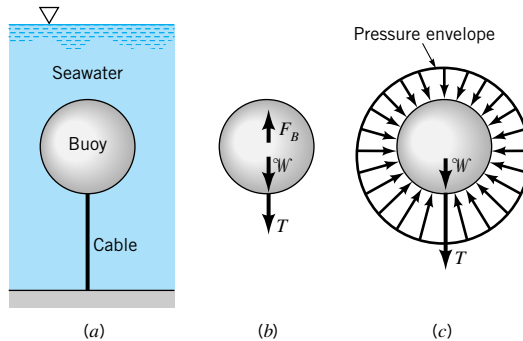 Pressure envelope
Seawater
Buoy
F_B
𝒲
𝒲
T
T
Cable
(a)
(b)
(c)